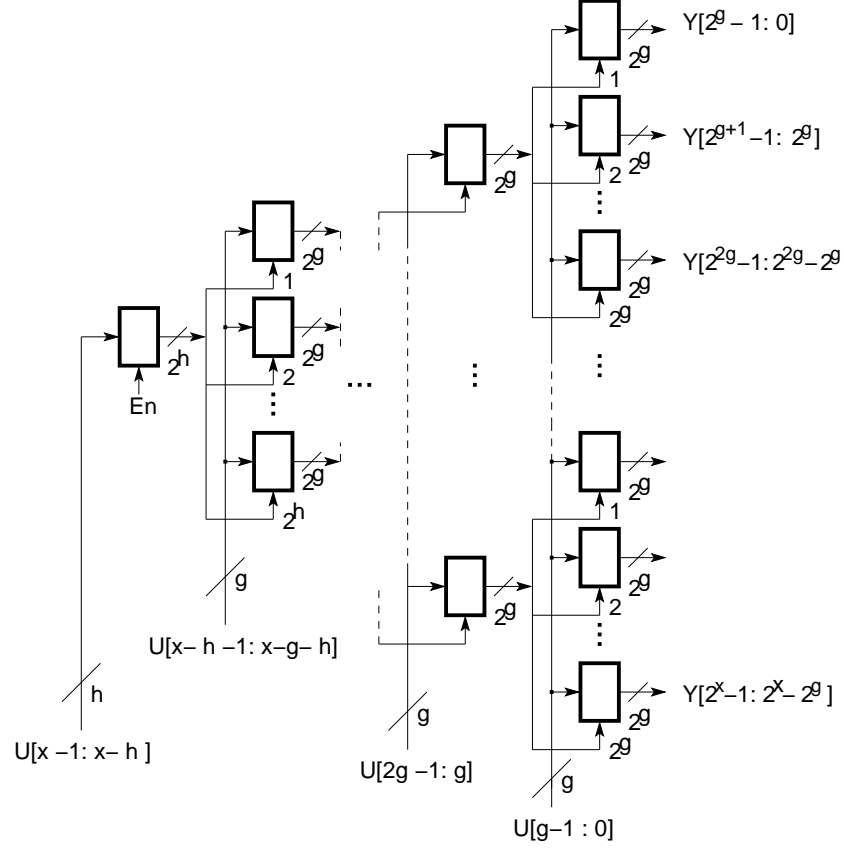 Y[2^g – 1: 0]
2^g
1
Y[2^{g+1} –1: 2^g ]
2^g
2^g
2
...
2^g
Y[2^{2g} –1: 2^{2g} – 2^g
1
2^g
2^g
2^h
2^g
...
En
2
...
...
...
2^g
2^g
2^h
1
2^g
g
2^g
2^g
U[x– h –1: x–g– h]
2
...
h
g
Y[2^x –1: 2^x – 2^g ]
2^g
U[x –1: x– h ]
2^g
U[2g –1: g]
g
U[g–1 : 0]